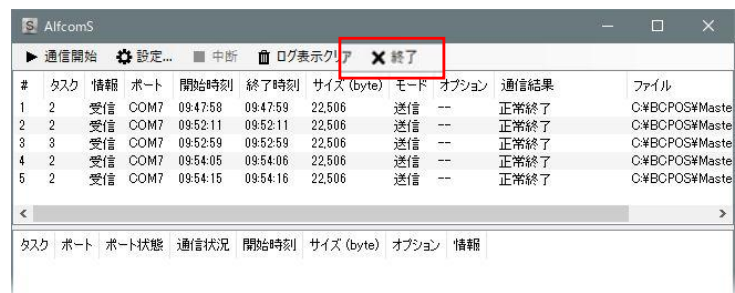 AlfcomS
通信開始 設定... 中断 ログ表示クリア 終了
# タスク 情報 ポート 開始時刻 終了時刻 サイズ (byte) モード オプション 通信結果 ファイル
1 2 受信 COM7 09:47:58 09:47:59 22,506 送信 -- 正常終了 C:¥BCPOS¥Maste
2 2 受信 COM7 09:52:11 09:52:11 22,506 送信 -- 正常終了 C:¥BCPOS¥Maste
3 3 受信 COM7 09:52:59 09:52:59 22,506 送信 -- 正常終了 C:¥BCPOS¥Maste
4 2 受信 COM7 09:54:05 09:54:06 22,506 送信 -- 正常終了 C:¥BCPOS¥Maste
5 2 受信 COM7 09:54:15 09:54:16 22,506 送信 -- 正常終了 C:¥BCPOS¥Maste
タスク ポート ポート状態 通信状況 開始時刻 サイズ (byte) オプション 情報